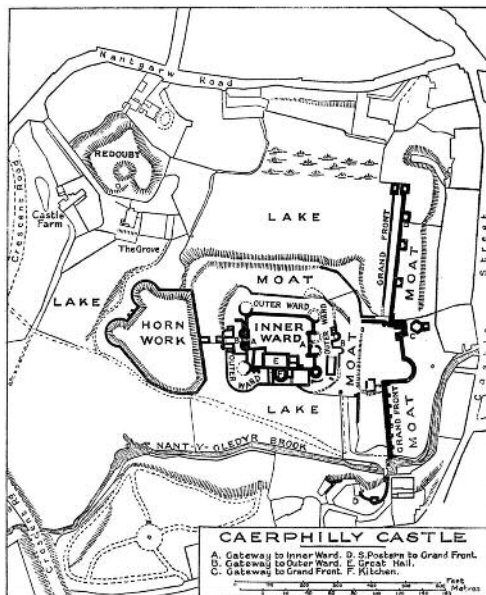 Nantgarw Road
REDOUBY
Crescent Road
Castle
Farm
The Grove
LAKE
LAKE
MOAT
GRAND FRONT
MOAT
Street
HORN
WORK
OUTER WARD
INNER
WARD
A
A
E
OUTER
WARD
OUTER WARD
MOAT
LAKE
GRAND FRONT
MOAT
NANT-Y-GLEDYR BROOK
D
CAERPHILLY CASTLE
A. Gateway to Inner Ward. D. S. Postern to Grand Front.
B. Gateway to Outer Ward. E. Great Hall.
C. Gateway to Grand Front. F. Kitchen.
Feet
Metres